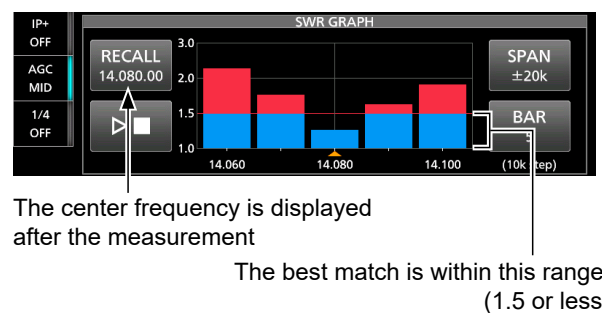 IP+
OFF
AGC
MID
1/4
OFF
SWR GRAPH
RECALL
14.080.00
3.0
2.0
1.5
1.0
14.060
14.080
14.100
(10k step)
SPAN
±20k
BAR
The center frequency is displayed
after the measurement
The best match is within this range
(1.5 or less